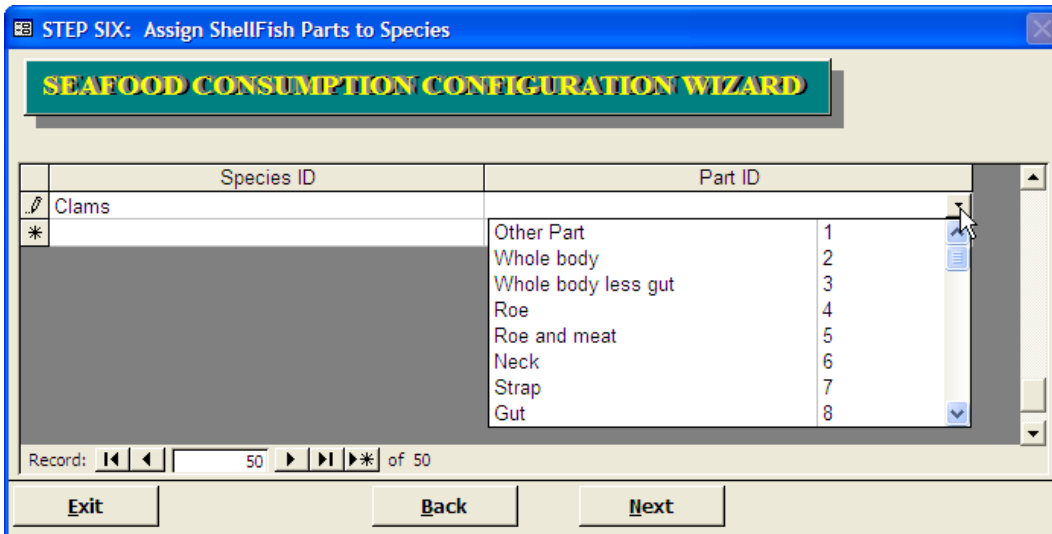 STEP SIX: Assign ShellFish Parts to Species
SEAFOOD CONSUMPTION CONFIGURATION WIZARD
Species ID Part ID
Clams
Other Part 1
Whole body 2
Whole body less gut 3
Roe 4
Roe and meat 5
Neck 6
Strap 7
Gut 8
Record: 50 of 50
Exit Back Next